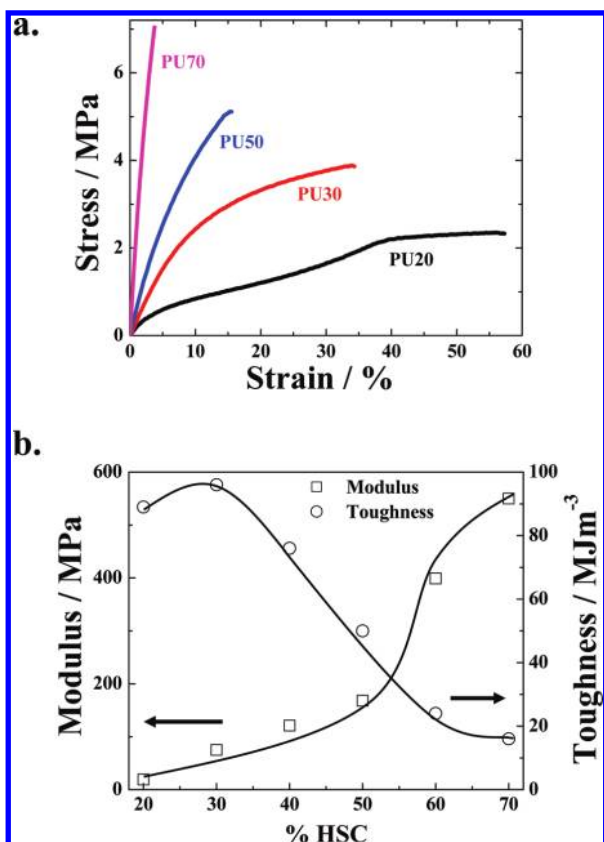 a.
6
4
2
0
Stress / MPa
PU70
PU50
PU30
PU20
0 10 20 30 40 50 60
Strain / %
b.
600
400
200
0
Modulus / MPa
Modulus
Toughness
100
80
60
40
20
0
Toughness / MJm-3
20 30 40 50 60 70
% HSC